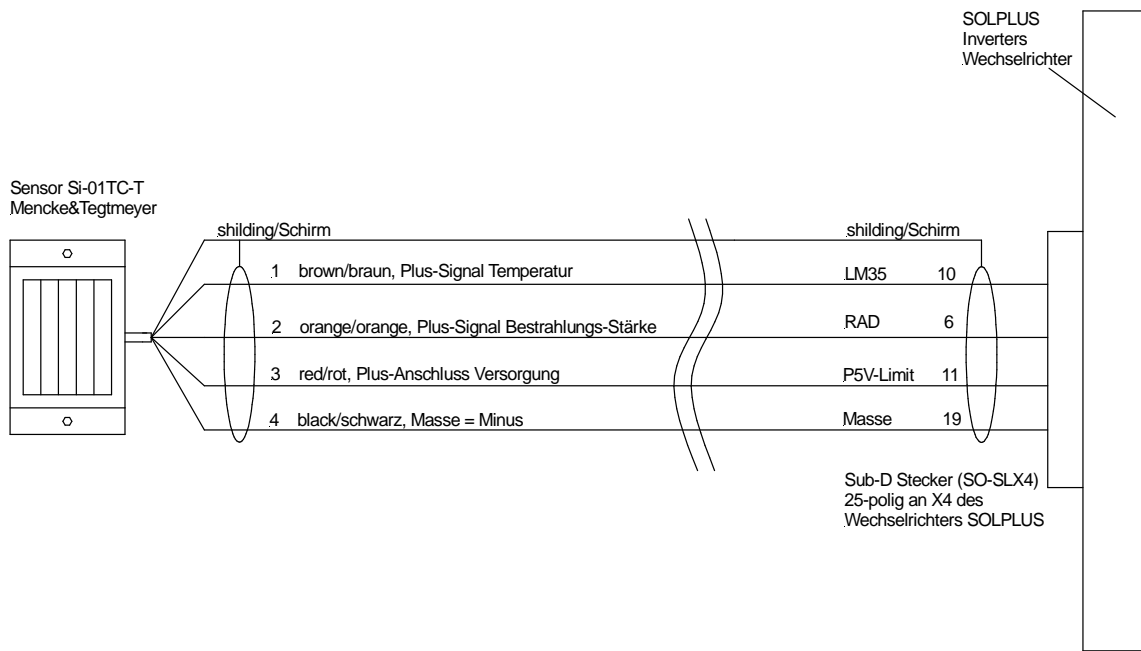 SOLPLUS
Inverters
Wechselrichter
Sensor Si-01TC-T
Mencke&Tegtmeyer
shilding/Schirm
shilding/Schirm
1 brown/braun, Plus-Signal Temperatur
LM35 10
2 orange/orange, Plus-Signal Bestrahlungs-Stärke
RAD 6
3 red/rot, Plus-Anschluss Versorgung
P5V-Limit 11
4 black/schwarz, Masse = Minus
Masse 19
Sub-D Stecker (SO-SLX4)
25-polig an X4 des
Wechselrichters SOLPLUS